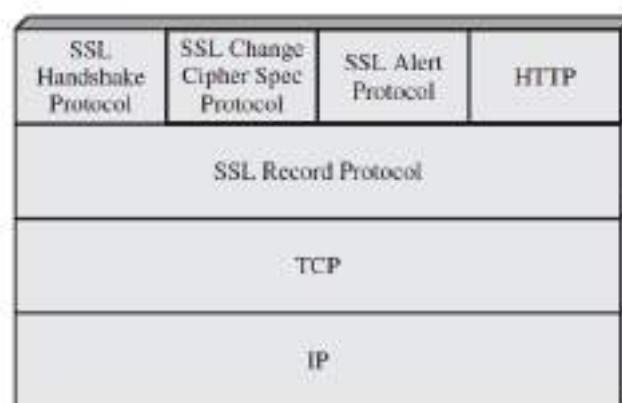 SSL
Handshake
Protocol
SSL Change
Cipher Spec
Protocol
SSL Alert
Protocol
HTTP
SSL Record Protocol
TCP
IP